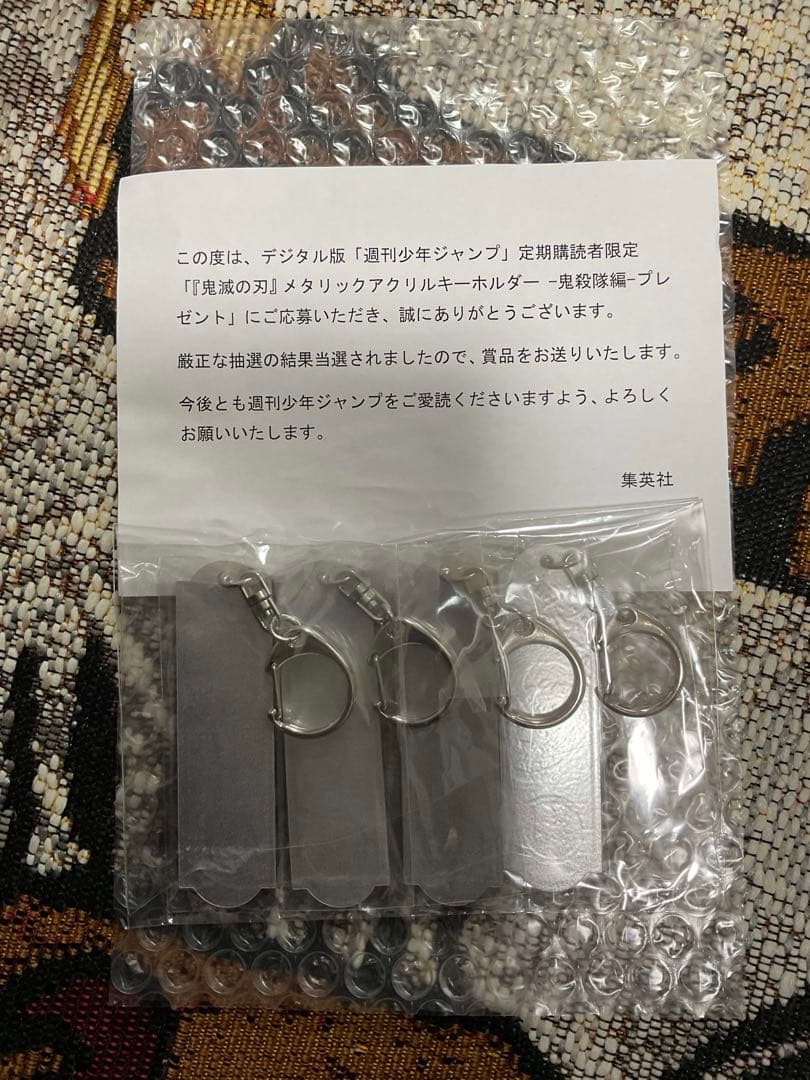 この度は、デジタル版「週刊少年ジャンプ」定期購読者限定
「『鬼滅の刃』メタリックアクリルキーホルダー -鬼殺隊編-プレ
ゼント」にご応募いただき、誠にありがとうございます。
厳正な抽選の結果当選されましたので、賞品をお送りいたします。
今後とも週刊少年ジャンプをご愛読くださいますよう、よろしく
お願いいたします。
集英社